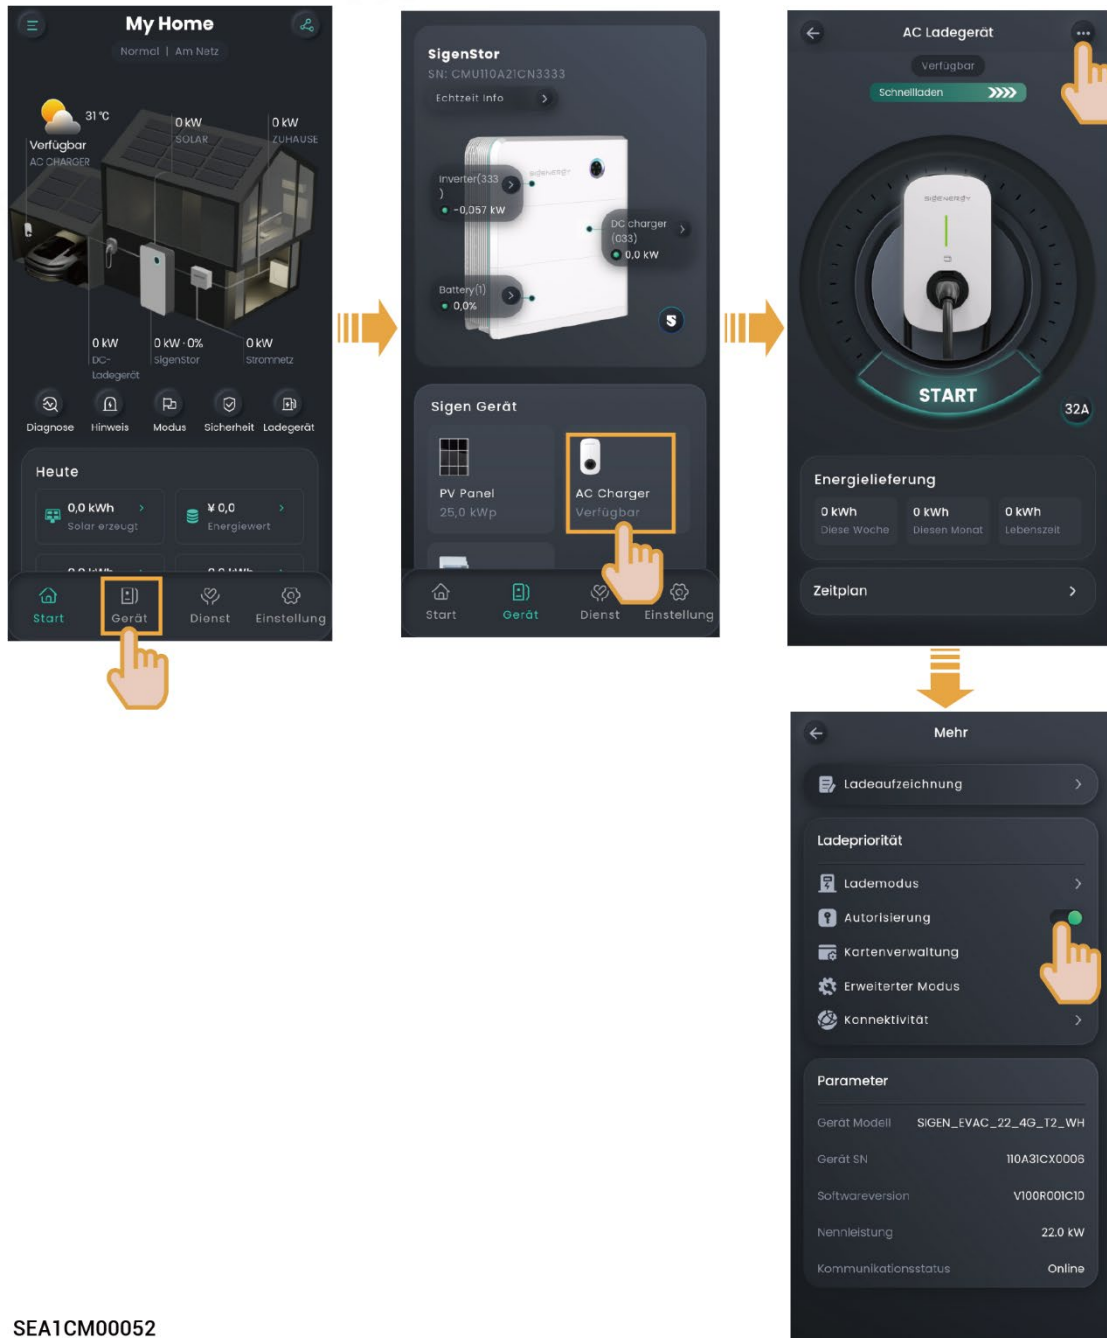 My Home
Normal | Am Netz
31 °C
Verfügbar
AC CHARGER
0 kW
SOLAR
0 kW
ZUHAUSE
0 kW
DC-
Ladegerät
0 kW · 0%
SigenStor
0 kW
Stromnetz
Diagnose
Hinweis
Modus
Sicherheit
Ladegerät
Heute
0,0 kWh
Solar erzeugt
¥ 0,0
Energiewert
Start
Gerät
Dienst
Einstellung
SigenStor
SN: CMU110A21CN3333
Echtzeit Info
SIGENERGY
Inverter(333
)
-0,057 kW
DC charger
(033)
0,0 kW
Battery(1)
0,0%
Sigen Gerät
PV Panel
25,0 kWp
AC Charger
Verfügbar
Start
Gerät
Dienst
Einstellung
AC Ladegerät
Verfügbar
Schnellladen
SIGENERGY
START
32A
Energielieferung
0 kWh
Diese Woche
0 kWh
Diesen Monat
0 kWh
Lebenszeit
Zeitplan
Mehr
Ladeaufzeichnung
Ladepriorität
Lademodus
Autorisierung
Kartenverwaltung
Erweiterter Modus
Konnektivität
Parameter
Gerät Modell SIGEN_EVAC_22_4G_T2_WH
Gerät SN 110A31CX0006
Softwareversion V100R001C10
Nennleistung 22.0 kW
Kommunikationsstatus Online
SEA1CM00052